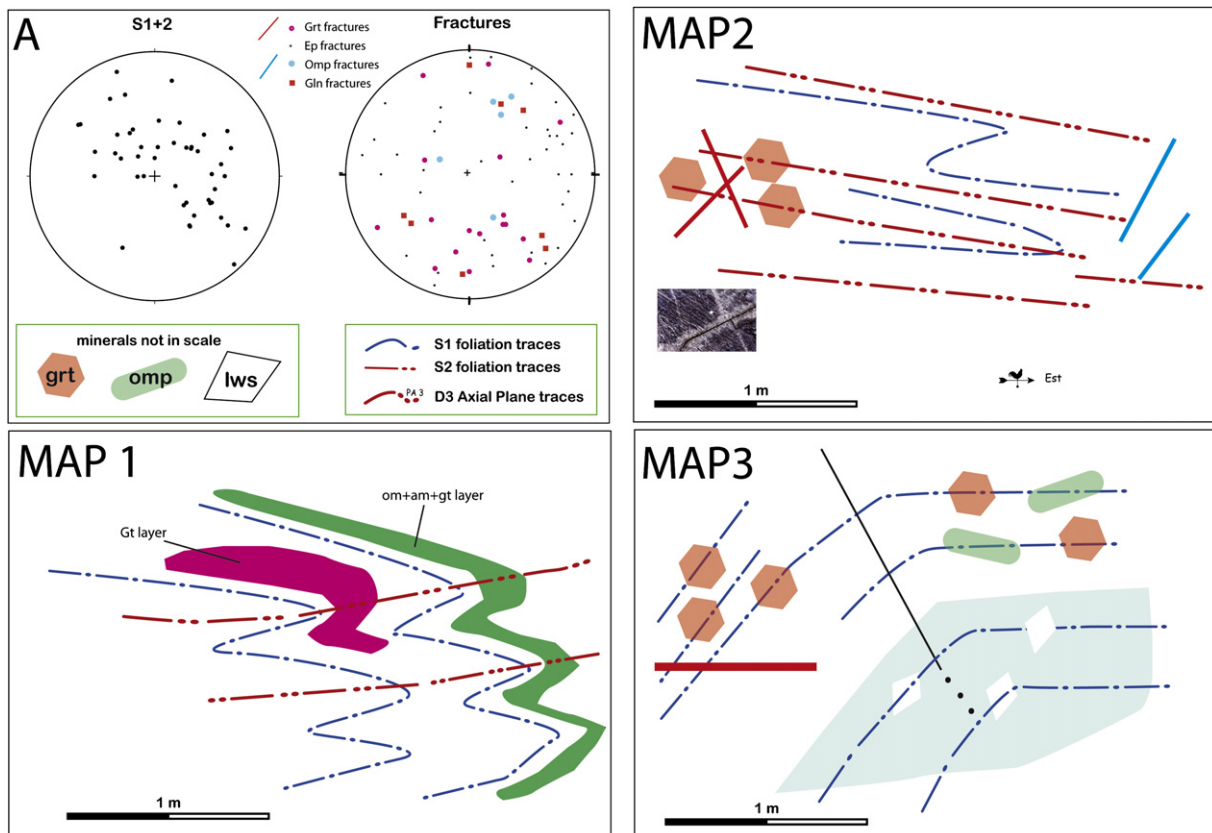 A
S1+2
Fractures
Grt fractures
Ep fractures
Omp fractures
Gln fractures
minerals not in scale
grt
omp
lws
S1 foliation traces
S2 foliation traces
PA 3
D3 Axial Plane traces
MAP2
Est
1 m
MAP 1
om+am+gt layer
Gt layer
1 m
MAP3
1 m